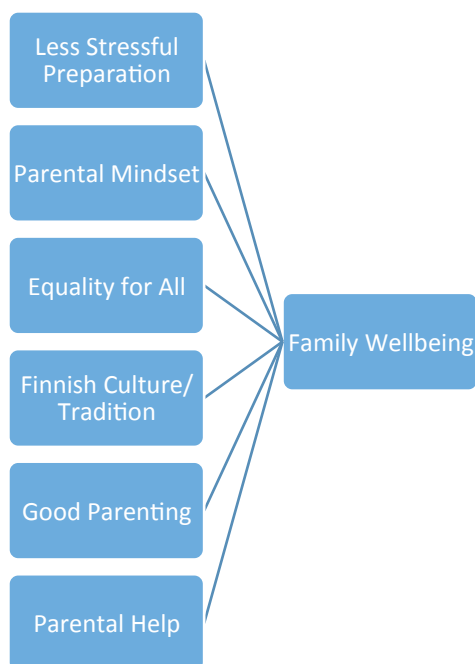 Less Stressful
Preparation
Parental Mindset
Equality for All
Finnish Culture/
Tradition
Good Parenting
Parental Help
Family Wellbeing